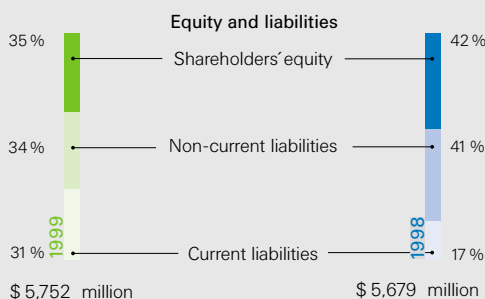 Equity and liabilities
35 % Shareholders´equity 42 %
34 % Non-current liabilities 41 %
1999 1998
31 % Current liabilities 17 %
$ 5,752 million $ 5,679 million